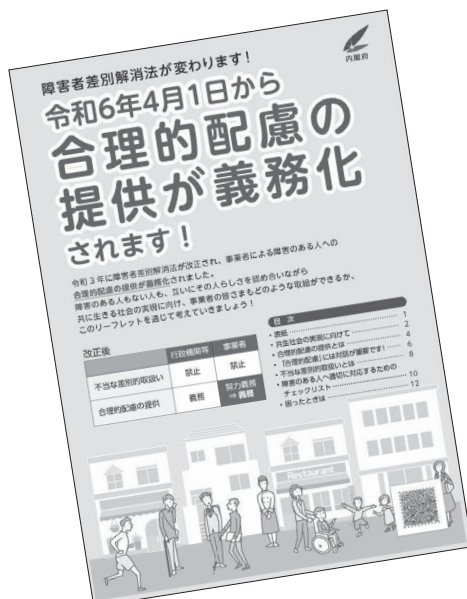 内閣府
障害者差別解消法が変わります！
令和6年4月1日から
合理的配慮の
提供が義務化
されます！
令和3年に障害者差別解消法が改正され、事業者による障害のある人への
合理的配慮の提供が義務化されました。
障害のある人もない人も、互いにその人らしさを認め合いながら
共に生きる社会の実現に向け、事業者の皆さまもどのような取組ができるか、
このリーフレットを通じて考えていきましょう！
改正後
行政機関等 事業者
不当な差別的取扱い 禁止 禁止
合理的配慮の提供 義務 努力義務
⇒義務
目 次
・表紙 1
・共生社会の実現に向けて 2
・合理的配慮の提供とは 4
・「合理的配慮」には対話が重要です！ 6
・不当な差別的取扱いとは 8
・障害のある人へ適切に対応するための
チェックリスト 10
・困ったときは 12
Restaurant